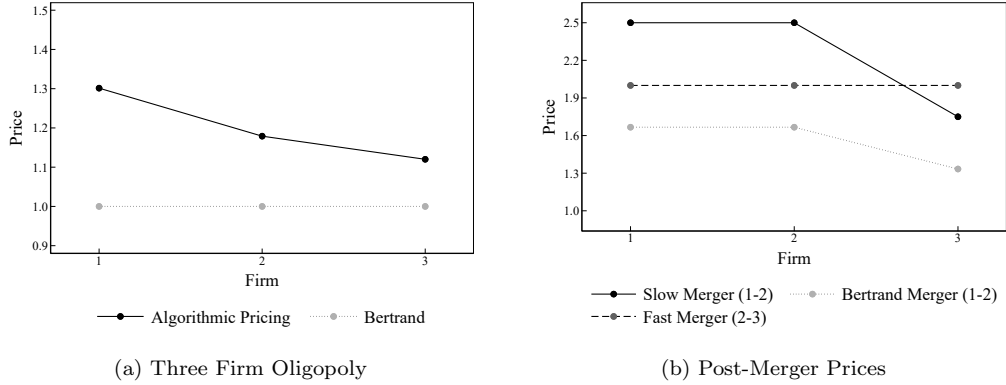 1.5
1.4
1.3
1.2
1.1
1.0
0.9
Price
1 2 3
Firm
Algorithmic Pricing Bertrand
(a) Three Firm Oligopoly
2.5
2.2
1.9
1.6
1.3
1.0
Price
1 2 3
Firm
Slow Merger (1-2) Bertrand Merger (1-2)
Fast Merger (2-3)
(b) Post-Merger Prices